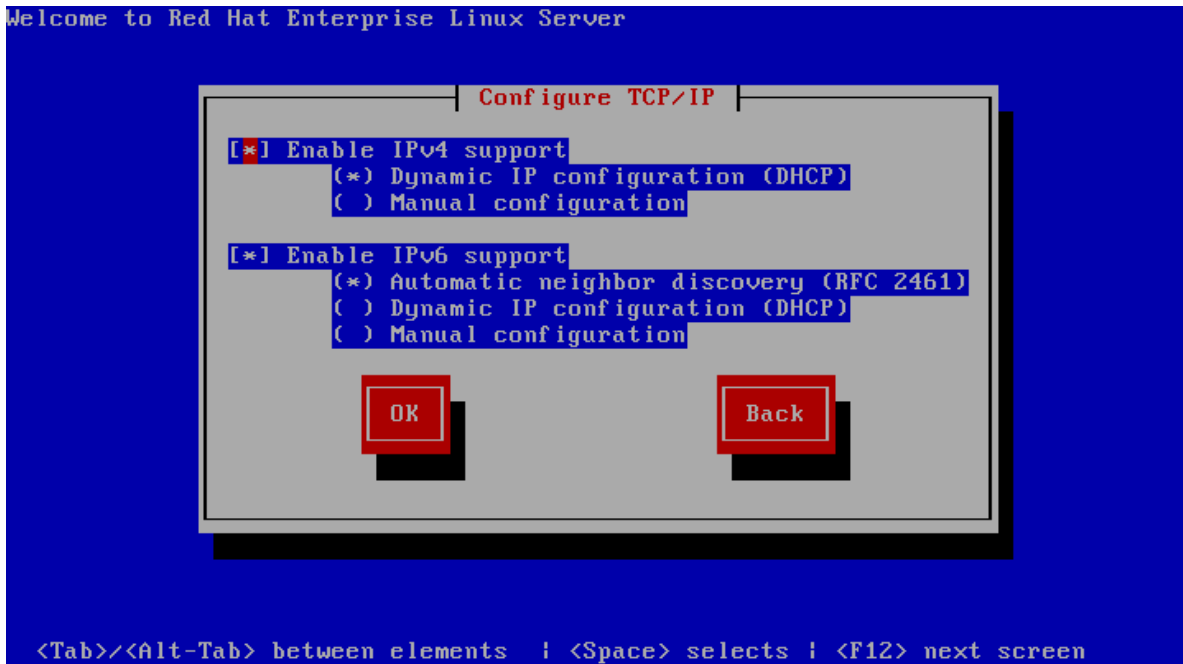 Welcome to Red Hat Enterprise Linux Server
Configure TCP/IP
[*] Enable IPv4 support
(*) Dynamic IP configuration (DHCP)
( ) Manual configuration
[*] Enable IPv6 support
(*) Automatic neighbor discovery (RFC 2461)
( ) Dynamic IP configuration (DHCP)
( ) Manual configuration
OK Back
<Tab>/<Alt-Tab> between elements | <Space> selects | <F12> next screen